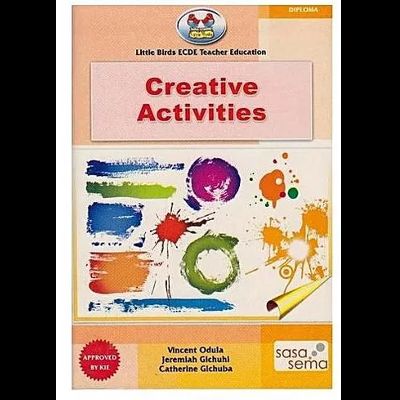 DIPLOMA
Little Birds ECDE Teacher Education
Creative
Activities
APPROVED
BY KIE
Vincent Odula
Jeremiah Gichuhi
Catherine Gichuba
sasa
sema